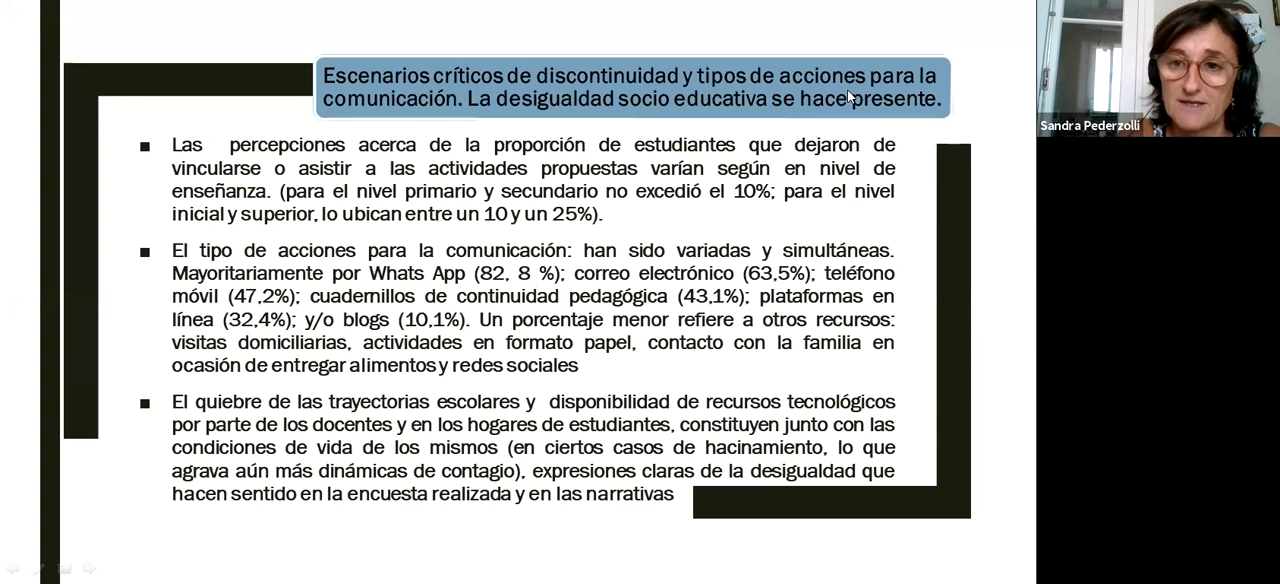 Escenarios críticos de discontinuidad y tipos de acciones para la
comunicación. La desigualdad socio educativa se hace presente.
Sandra Pederzolli
■ Las percepciones acerca de la proporción de estudiantes que dejaron de
vincularse o asistir a las actividades propuestas varían según en nivel de
enseñanza. (para el nivel primario y secundario no excedió el 10%; para el nivel
inicial y superior, lo ubican entre un 10 y un 25%).
■ El tipo de acciones para la comunicación: han sido variadas y simultáneas.
Mayoritariamente por Whats App (82, 8 %); correo electrónico (63,5%); teléfono
móvil (47,2%); cuadernillos de continuidad pedagógica (43,1%); plataformas en
línea (32,4%); y/o blogs (10,1%). Un porcentaje menor refiere a otros recursos:
visitas domiciliarias, actividades en formato papel, contacto con la familia en
ocasión de entregar alimentos y redes sociales
■ El quiebre de las trayectorias escolares y disponibilidad de recursos tecnológicos
por parte de los docentes y en los hogares de estudiantes, constituyen junto con las
condiciones de vida de los mismos (en ciertos casos de hacinamiento, lo que
agrava aún más dinámicas de contagio), expresiones claras de la desigualdad que
hacen sentido en la encuesta realizada y en las narrativas